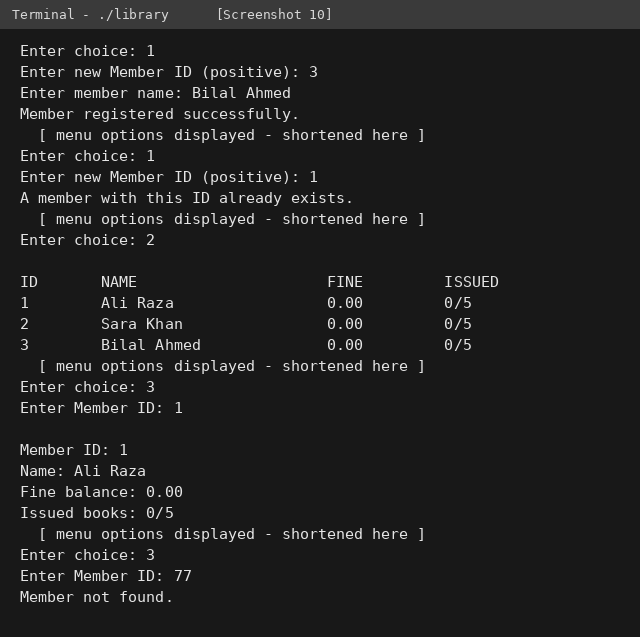 Terminal - ./library      [Screenshot 10]
Enter choice: 1
Enter new Member ID (positive): 3
Enter member name: Bilal Ahmed
Member registered successfully.
  [ menu options displayed - shortened here ]
Enter choice: 1
Enter new Member ID (positive): 1
A member with this ID already exists.
  [ menu options displayed - shortened here ]
Enter choice: 2
ID       NAME                     FINE         ISSUED
1        Ali Raza                 0.00         0/5
2        Sara Khan                0.00         0/5
3        Bilal Ahmed              0.00         0/5
  [ menu options displayed - shortened here ]
Enter choice: 3
Enter Member ID: 1
Member ID: 1
Name: Ali Raza
Fine balance: 0.00
Issued books: 0/5
  [ menu options displayed - shortened here ]
Enter choice: 3
Enter Member ID: 77
Member not found.